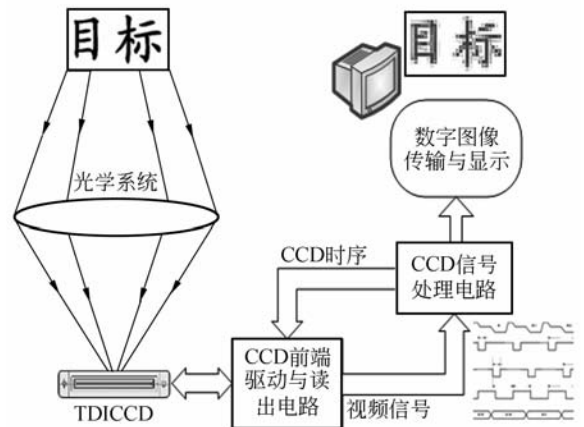 目标
目标
光学系统
数字图像
传输与显示
CCD时序
CCD信号
处理电路
CCD前端
驱动与读
出电路
视频信号
TDICCD